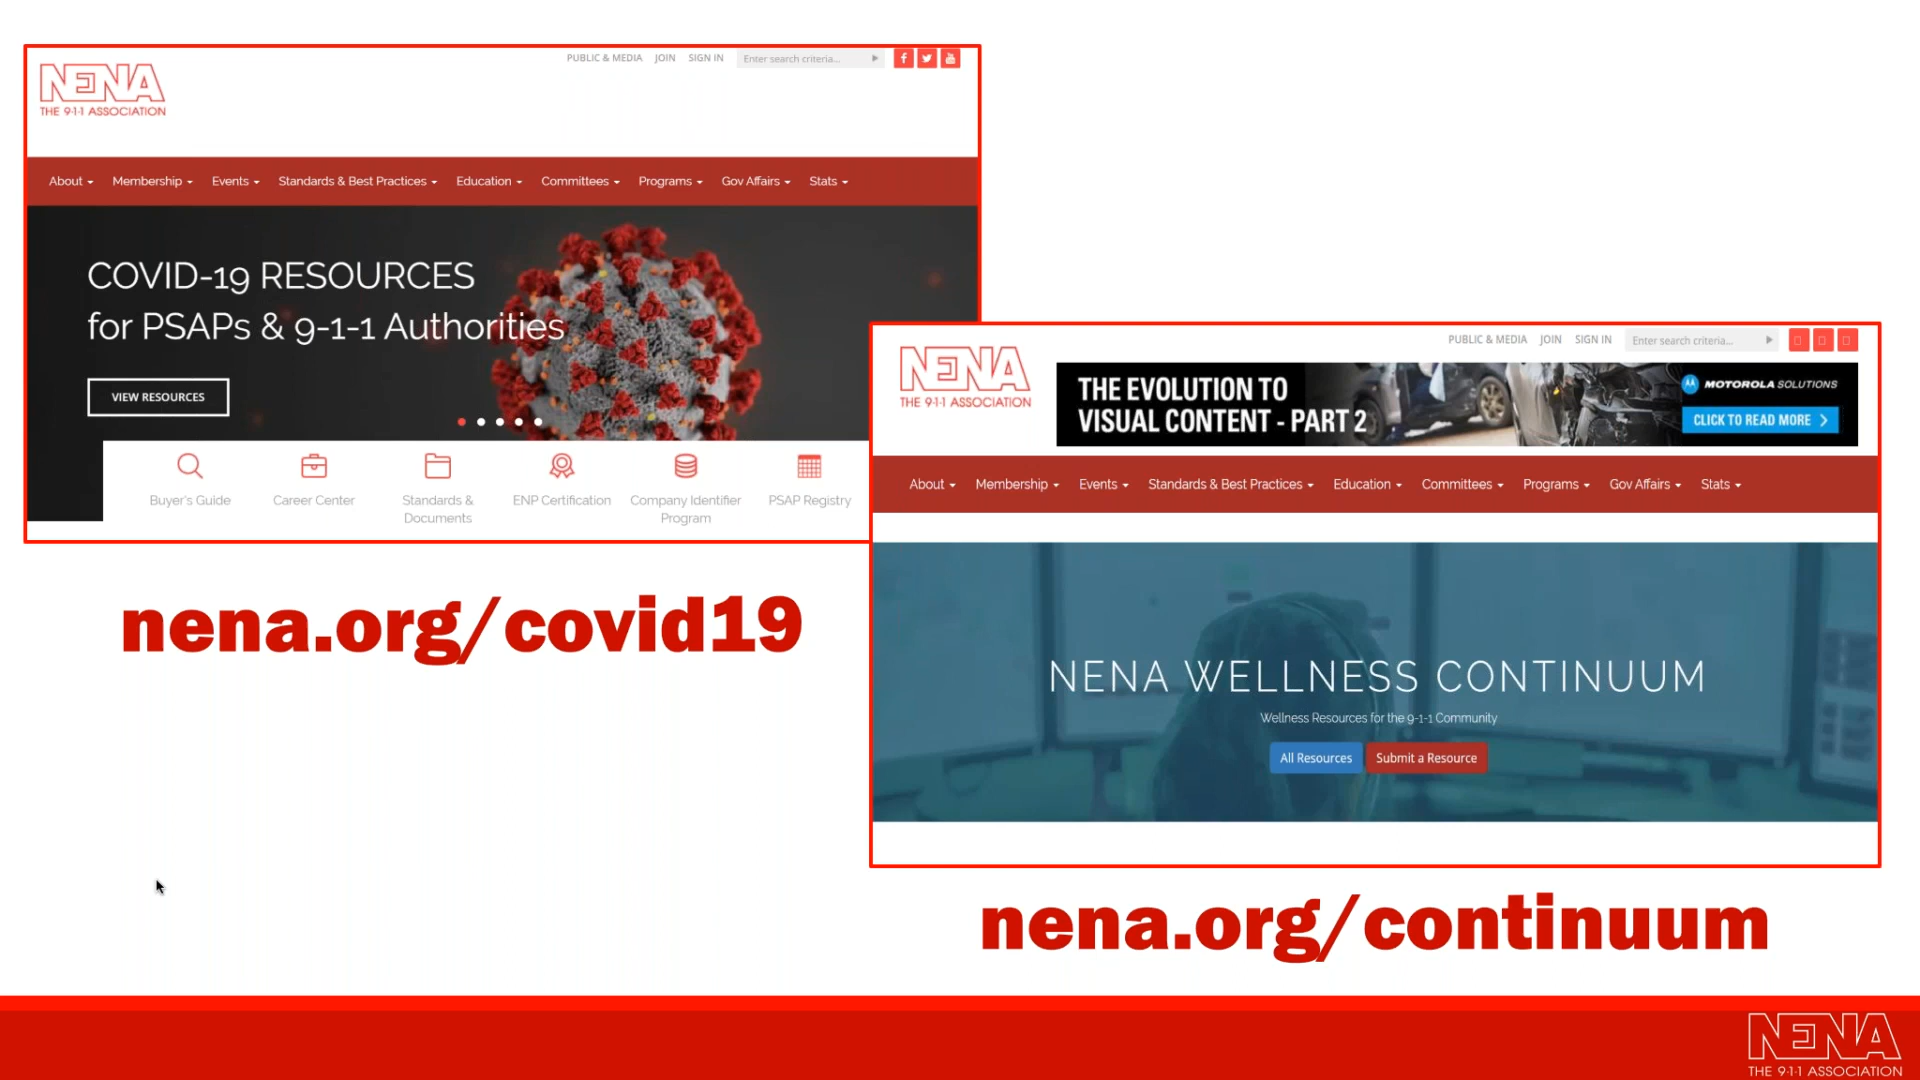 PUBLIC & MEDIA JOIN SIGN IN Enter search criteria...
NENA
THE 9-1-1 ASSOCIATION
About Membership Events Standards & Best Practices Education Committees Programs Gov Affairs Stats
COVID-19 RESOURCES
for PSAPs & 9-1-1 Authorities
VIEW RESOURCES
Buyer's Guide Career Center Standards & Documents ENP Certification Company Identifier Program PSAP Registry
nena.org/covid19
PUBLIC & MEDIA JOIN SIGN IN Enter search criteria...
NENA
THE 9-1-1 ASSOCIATION
THE EVOLUTION TO
VISUAL CONTENT - PART 2
MOTOROLA SOLUTIONS
CLICK TO READ MORE
About Membership Events Standards & Best Practices Education Committees Programs Gov Affairs Stats
NENA WELLNESS CONTINUUM
Wellness Resources for the 9-1-1 Community
All Resources Submit a Resource
nena.org/continuum
NENA
THE 9-1-1 ASSOCIATION